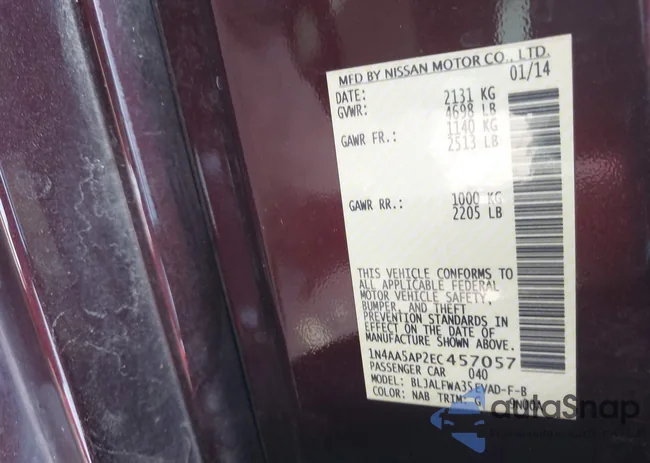 MFD BY NISSAN MOTOR CO., LTD.
DATE: 01/14
GVWR: 2131 KG
4698 LB
GAWR FR.: 1140 KG
2513 LB
GAWR RR.: 1000 KG
2205 LB
THIS VEHICLE CONFORMS TO
ALL APPLICABLE FEDERAL
MOTOR VEHICLE SAFETY,
BUMPER, AND THEFT
PREVENTION STANDARDS IN
EFFECT ON THE DATE OF
MANUFACTURE SHOWN ABOVE.
1N4AA5AP2EC457057
PASSENGER CAR 040
MODEL: BLJALFWA35EVAD-F-B
COLOR: NAB TRIM: G
autoSnap